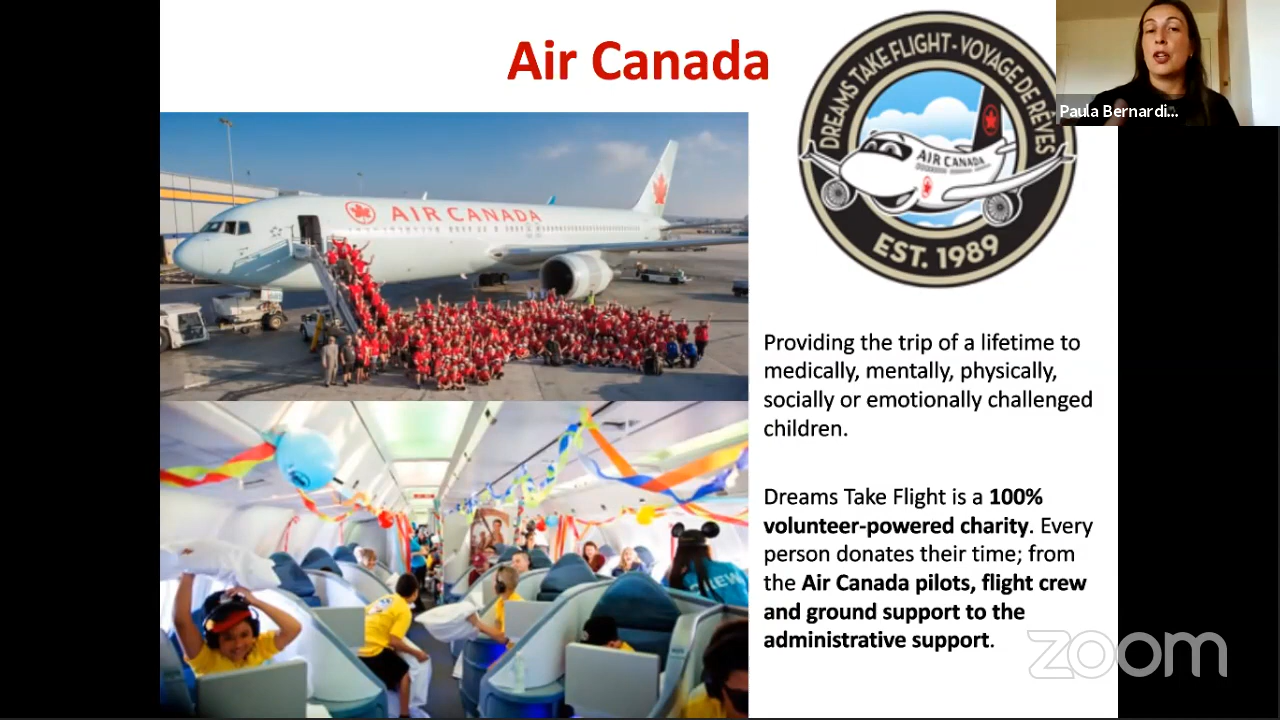 Air Canada
DREAMS TAKE FLIGHT - VOYAGE DE RÊVES
AIR CANADA
EST. 1989
Paula Bernardi...
AIR CANADA
Providing the trip of a lifetime to
medically, mentally, physically,
socially or emotionally challenged
children.
Dreams Take Flight is a 100%
volunteer-powered charity. Every
person donates their time; from
the Air Canada pilots, flight crew
and ground support to the
administrative support.
CREW
zoom